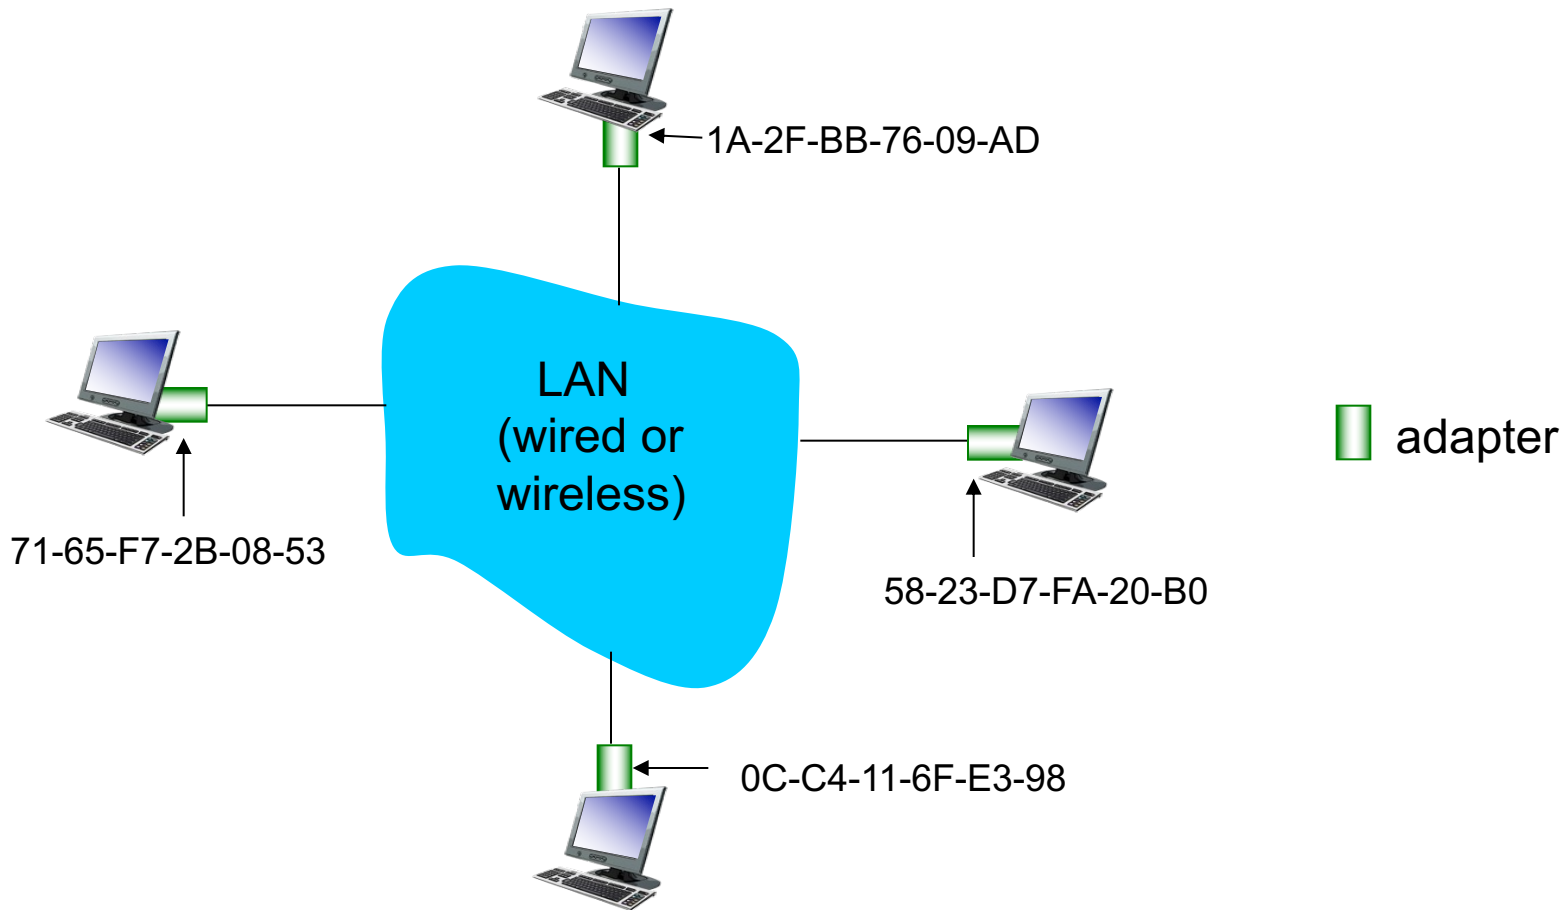 1A-2F-BB-76-09-AD
LAN
(wired or
wireless)
adapter
71-65-F7-2B-08-53
58-23-D7-FA-20-B0
0C-C4-11-6F-E3-98